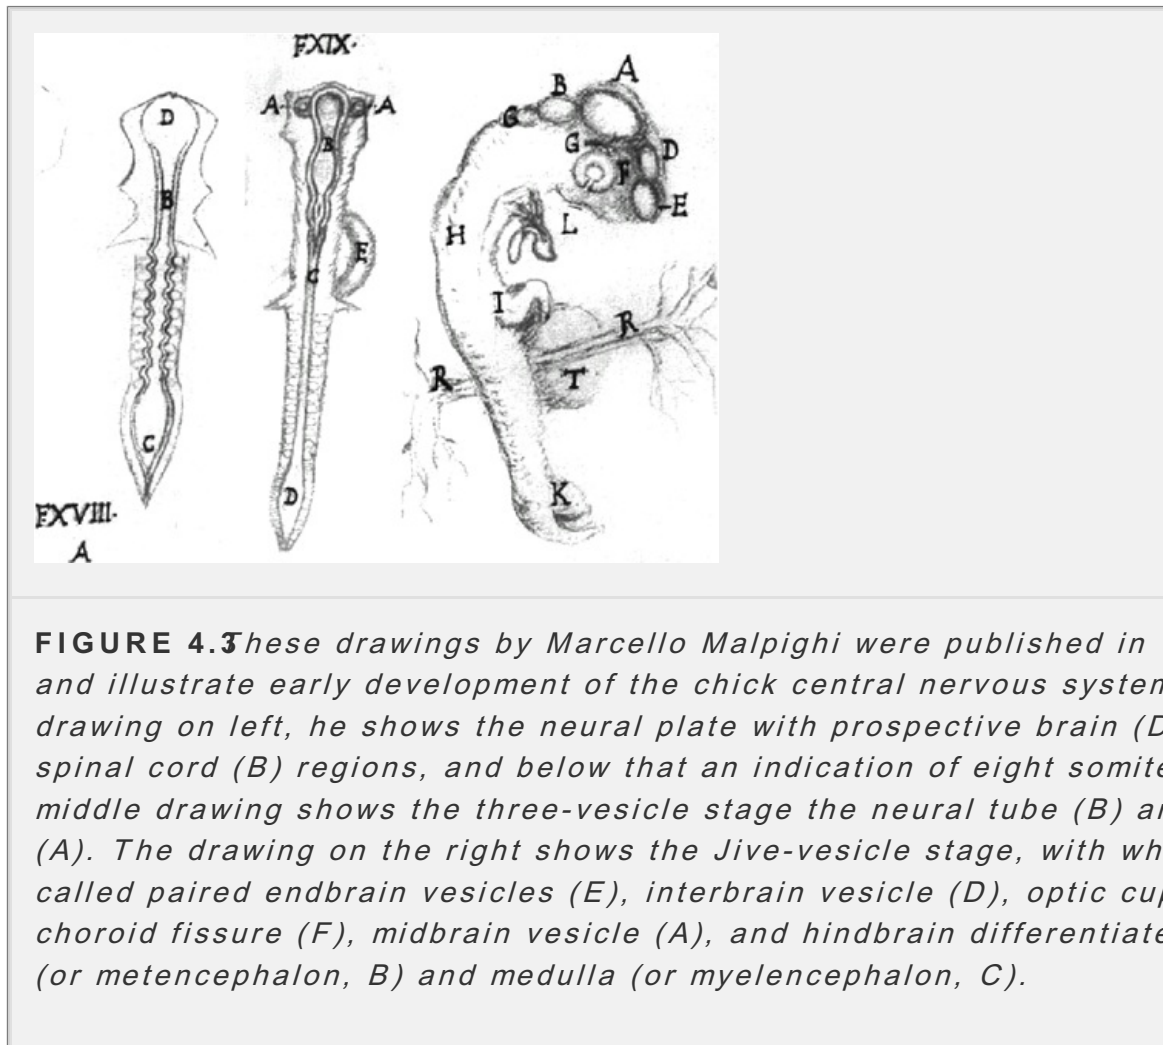 FXIX.
A
B
A
A
D
B
G
G
D
F
B
E
H
L
E
C
I
R
R
T
C
D
K
FXVIII.
A
FIGURE 4.3 These drawings by Marcello Malpighi were published in
and illustrate early development of the chick central nervous system
drawing on left, he shows the neural plate with prospective brain (D
spinal cord (B) regions, and below that an indication of eight somite
middle drawing shows the three-vesicle stage the neural tube (B) a
(A). The drawing on the right shows the Jive-vesicle stage, with wh
called paired endbrain vesicles (E), interbrain vesicle (D), optic cup
choroid fissure (F), midbrain vesicle (A), and hindbrain differentiate
(or metencephalon, B) and medulla (or myelencephalon, C).